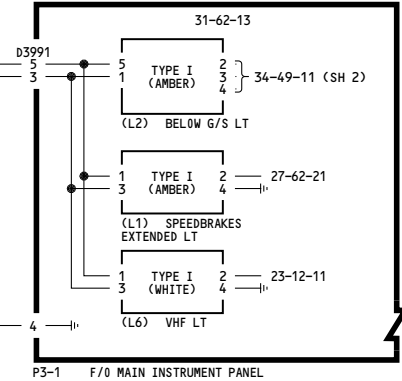 31-62-13
D3991
5 5 TYPE I 2
3 1 (AMBER) 3 34-49-11 (SH 2)
4
(L2) BELOW G/S LT
1 TYPE I 2 27-62-21
3 (AMBER) 4
(L1) SPEEDBRAKES
EXTENDED LT
1 TYPE I 2 23-12-11
3 (WHITE) 4
4 (L6) VHF LT
P3-1 F/O MAIN INSTRUMENT PANEL